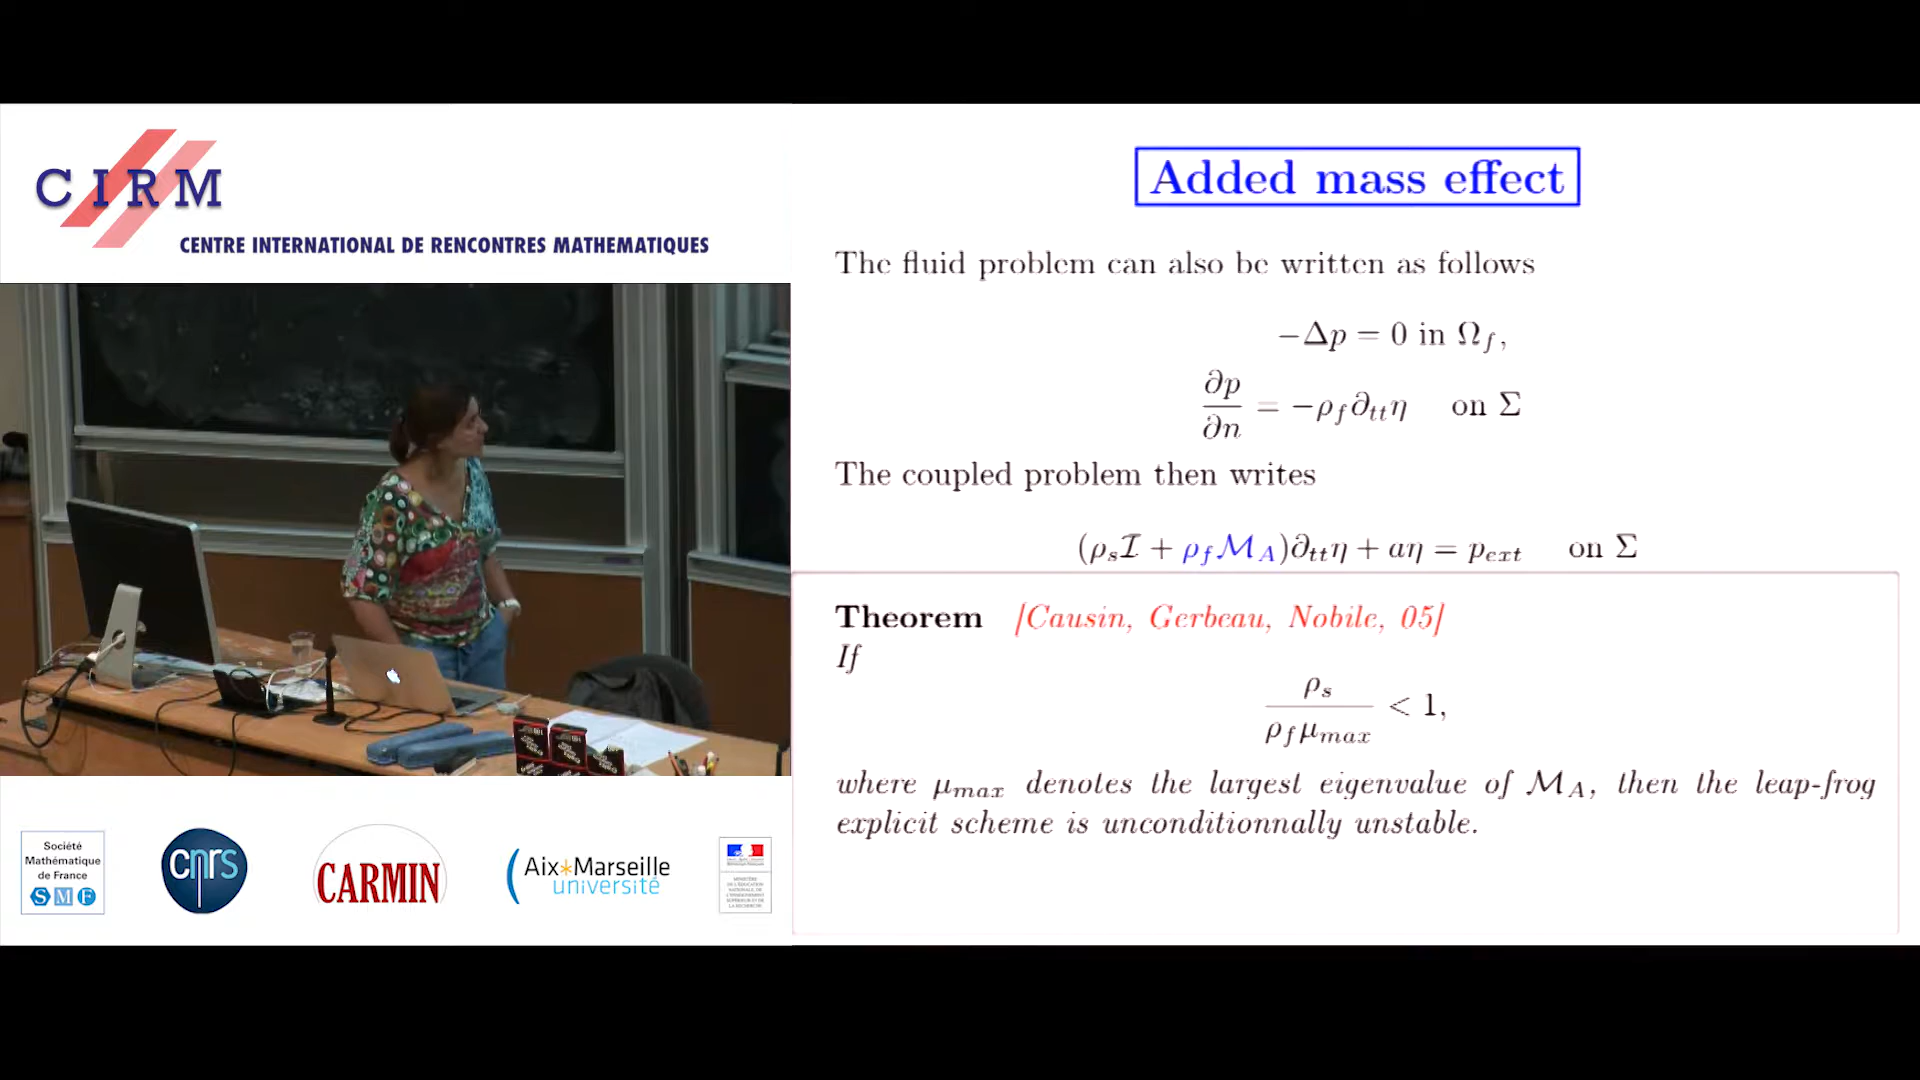 CIRM
CENTRE INTERNATIONAL DE RENCONTRES MATHEMATIQUES
Added mass effect
The fluid problem can also be written as follows
−Δp = 0 in Ω_f,
∂p/∂n = −ρ_f ∂_tt η on Σ
The coupled problem then writes
(ρ_s I + ρ_f M_A)∂_tt η + aη = p_ext on Σ
Theorem [Causin, Gerbeau, Nobile, 05]
If
ρ_s / ρ_f μ_max < 1,
where μ_max denotes the largest eigenvalue of M_A, then the leap-frog
explicit scheme is unconditionnally unstable.
Société
Mathématique
de France
SMF
cnrs
CARMIN
Aix*Marseille
université